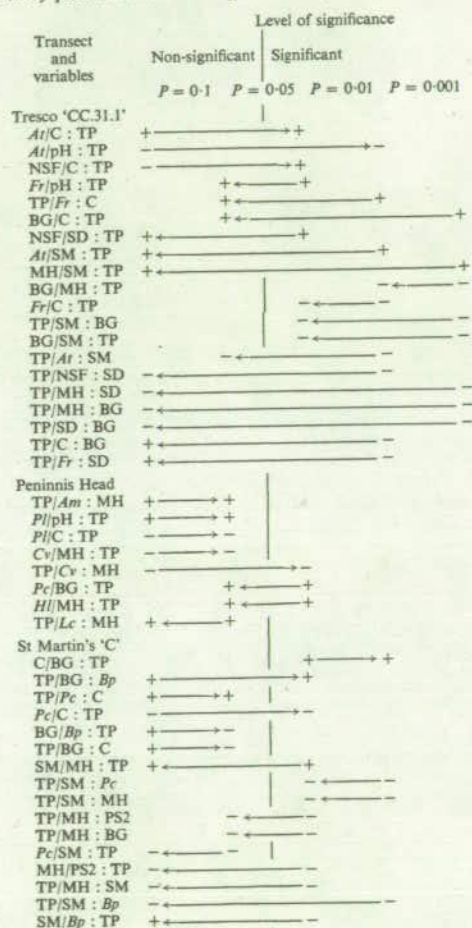 Level of significance
Transect
and
variables
Non-significant Significant
P = 0·1 P = 0·05 P = 0·01 P = 0·001
Tresco 'CC.31.1'
At/C : TP + +
At/pH : TP - -
NSF/C : TP - +
Fr/pH : TP + +
TP/Fr : C + +
BG/C : TP + +
NSF/SD : TP + +
At/SM : TP + +
MH/SM : TP + +
BG/MH : TP - -
Fr/C : TP - -
TP/SM : BG - -
BG/SM : TP - -
TP/At : SM - -
TP/NSF : SD - -
TP/MH : SD - -
TP/MH : BG - -
TP/SD : BG - -
TP/C : BG + -
TP/Fr : SD + -
Peninnis Head
TP/Am : MH + +
Pl/pH : TP + +
Pl/C : TP - -
Cv/MH : TP - -
TP/Cv : MH - -
Pc/BG : TP + +
Hl/MH : TP + +
TP/Lc : MH + +
St Martin's 'C'
C/BG : TP + +
TP/BG : Bp + +
TP/Pc : C + +
Pc/C : TP - -
BG/Bp : TP + -
TP/BG : C + -
SM/MH : TP + +
TP/SM : Pc - -
TP/SM : MH - -
TP/MH : PS2 - -
TP/MH : BG - -
Pc/SM : TP - -
MH/PS2 : TP - -
TP/MH : SM - -
TP/SM : Bp - -
SM/Bp : TP + -